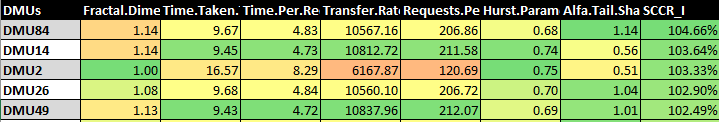 DMUs Fractal.Dime Time.Taken. Time.Per.Re Transfer.Rat Requests.Pe Hurst.Param Alfa.Tail.Sha SCCR_I
DMU84 1.14 9.67 4.83 10567.16 206.86 0.68 1.14 104.66%
DMU14 1.14 9.45 4.73 10812.72 211.58 0.74 0.56 103.64%
DMU2 1.00 16.57 8.29 6167.87 120.69 0.75 0.51 103.33%
DMU26 1.08 9.68 4.84 10560.10 206.72 0.70 1.04 102.90%
DMU49 1.13 9.43 4.72 10837.96 212.07 0.69 1.01 102.49%